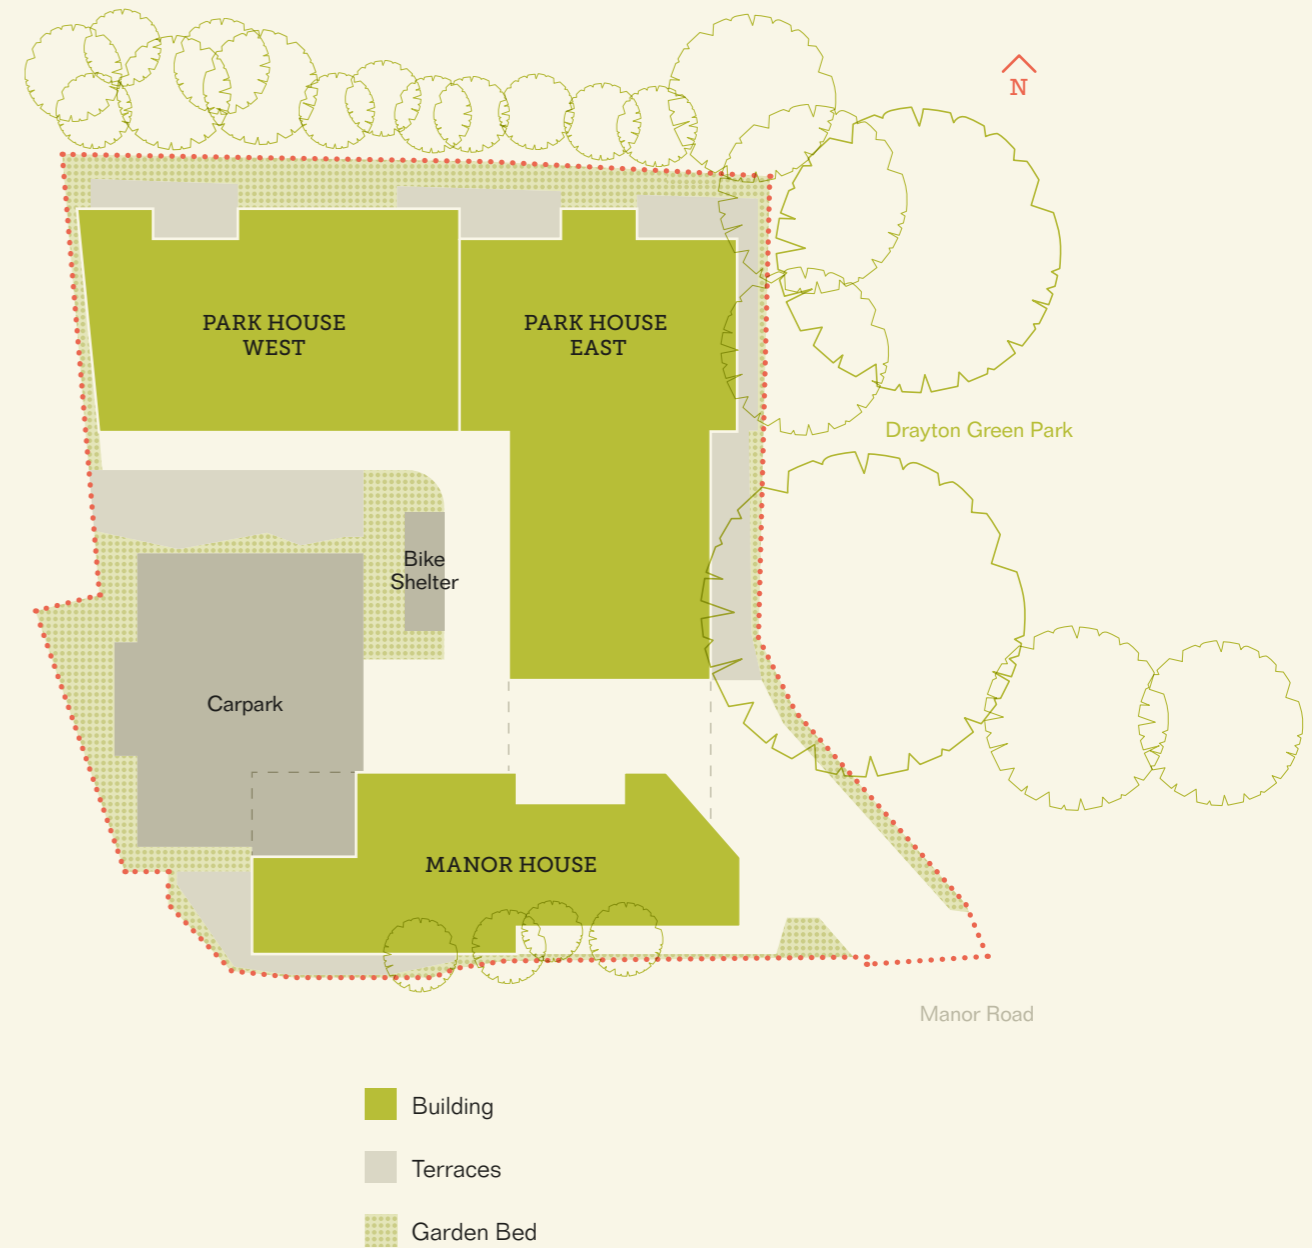 N
PARK HOUSE
WEST
PARK HOUSE
EAST
Drayton Green Park
Bike
Shelter
Carpark
MANOR HOUSE
Manor Road
Building
Terraces
Garden Bed